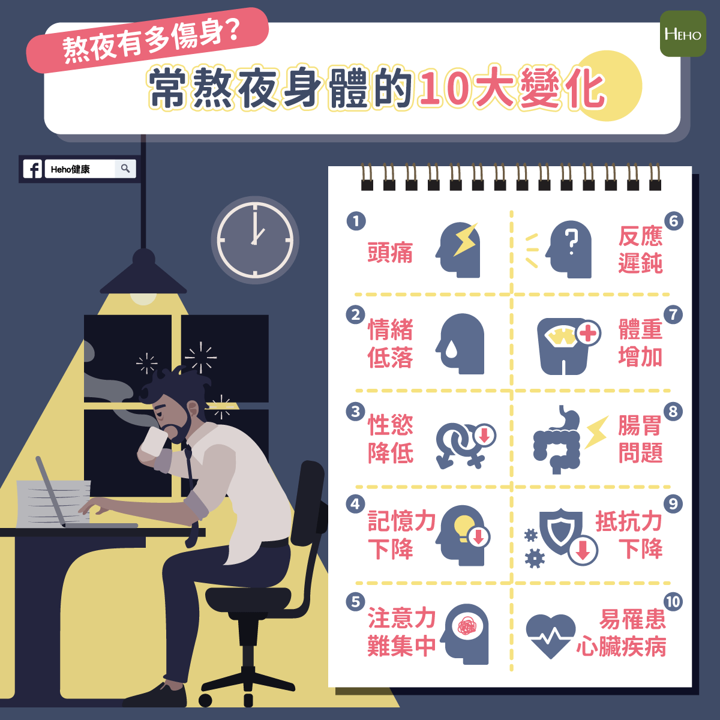 熬夜有多傷身?
HEHO
常熬夜身體的10大變化
f Heho健康
1
頭痛
2
情緒
低落
3
性慾
降低
4
記憶力
下降
5
注意力
難集中
6
反應
遲鈍
?
7
體重
增加
8
腸胃
問題
9
抵抗力
下降
10
易罹患
心臟疾病